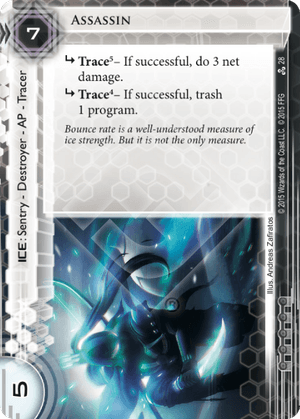 7
ASSASSIN
↳ Trace⁵– If successful, do 3 net
damage.
↳ Trace⁴– If successful, trash
1 program.
Bounce rate is a well-understood measure of
ice strength. But it is not the only measure.
ICE: Sentry - Destroyer - AP - Tracer
5
Illus. Andreas Zafiratos
© 2015 Wizards of the Coast LLC. © 2015 FFG
28